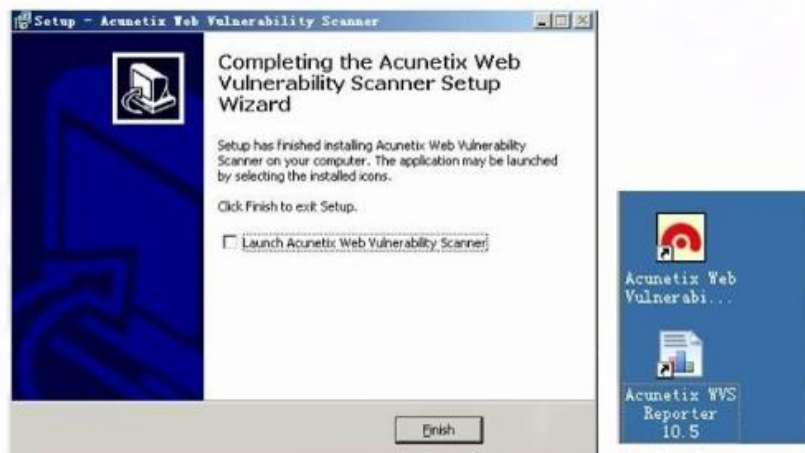 Setup - Acunetix Web Vulnerability Scanner
Completing the Acunetix Web
Vulnerability Scanner Setup
Wizard
Setup has finished installing Acunetix Web Vulnerability
Scanner on your computer. The application may be launched
by selecting the installed icons.
Click Finish to exit Setup.
Launch Acunetix Web Vulnerability Scanner
Finish
Acunetix Web
Vulnerabi...
Acunetix WVS
Reporter
10.5